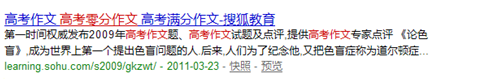 高考作文 高考零分作文 高考满分作文-搜狐教育
第一时间权威发布2009年高考作文题、高考作文试题及点评,提供高考作文专家点评 《论色
盲》,成为世界上第一个提出色盲问题的人.后来,人们为了纪念他,又把色盲症称为道尔顿症...
learning.sohu.com/s2009/gkzwt/ - 2011-03-23 - 快照 - 预览